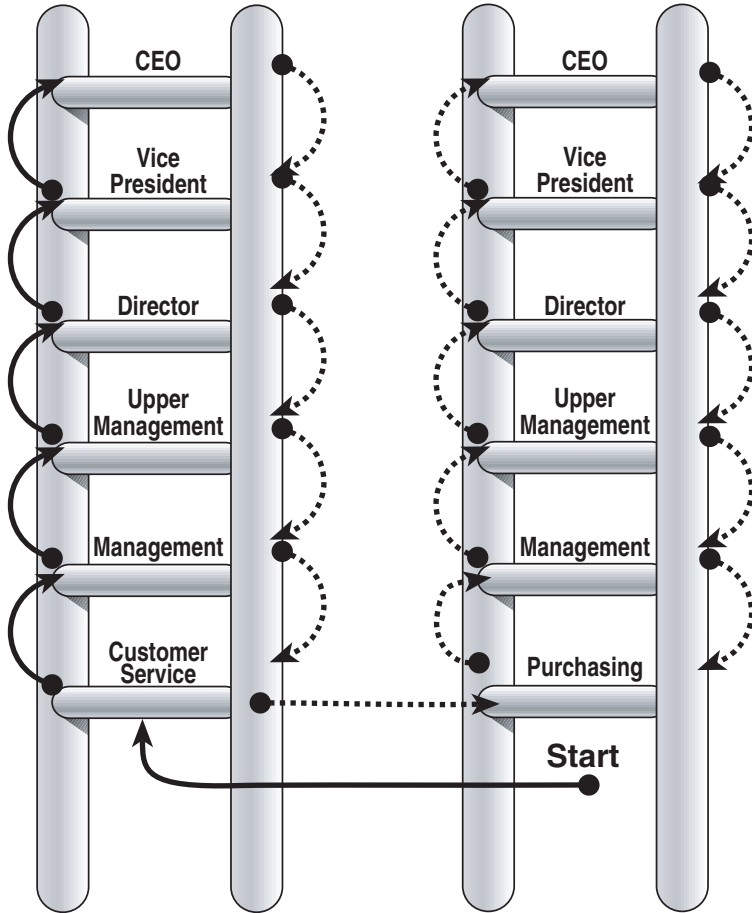 CEO
Vice
President
Director
Upper
Management
Management
Customer
Service
CEO
Vice
President
Director
Upper
Management
Management
Purchasing
Start